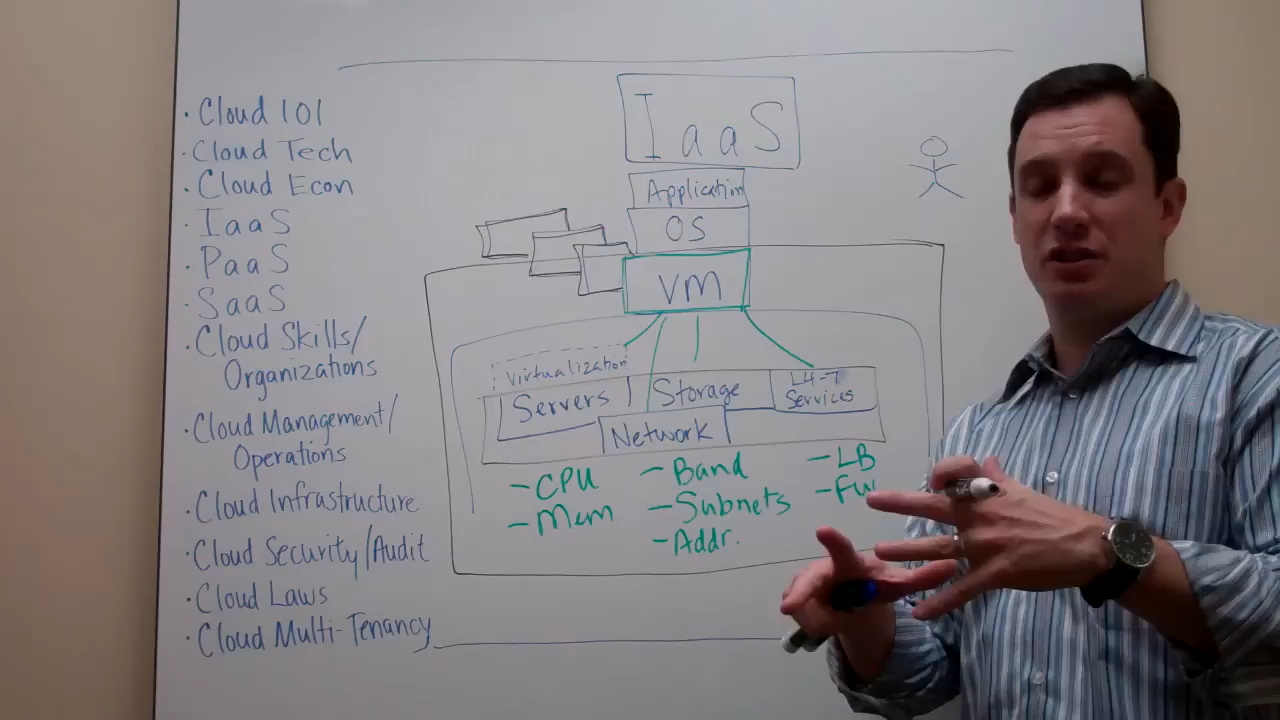 · Cloud 101
· Cloud Tech
· Cloud Econ
· IaaS
· PaaS
· SaaS
· Cloud Skills/
Organizations
· Cloud Management/
Operations
· Cloud Infrastructure
· Cloud Security/Audit
· Cloud Laws
· Cloud Multi-Tenancy
IaaS
Application
OS
VM
Virtualization
Servers
Storage
L4-7
Services
Network
- CPU
- Mem
- Band
- Subnets
- Addr.
- LB
- FW